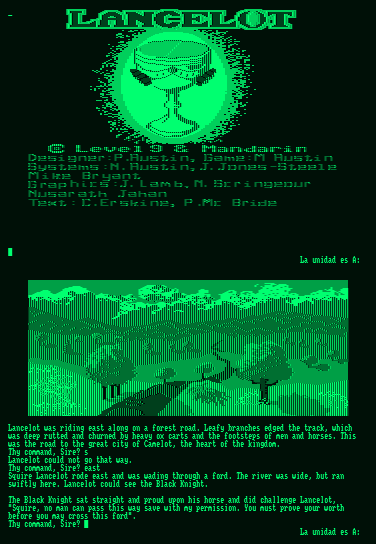 LANCELOT
© Level 9 & Mandarin
Designer:P.Austin, Game:M Austin
Systems:N.Austin,J.Jones-Steele
Mike Bryant
Graphics:J. Lamb,M.Scringeour
Nusarath Jahan
Text: C.Erskine, P.Mc Bride
La unidad es A:
Lancelot was riding east along on a forest road. Leafy branches edged the track, which
was deep rutted and churned by heavy ox carts and the footsteps of men and horses. This
was the road to the great city of Camelot, the heart of the kingdom.
Thy command, Sire? s
Lancelot could not go that way.
Thy command, Sire? east
Squire Lancelot rode east and was wading through a ford. The river was wide, but ran
swiftly here. Lancelot could see the Black Knight.
The Black Knight sat straight and proud upon his horse and did challenge Lancelot,
"Squire, no man can pass this way save with my permission. You must prove your worth
before you may cross this ford".
Thy command, Sire?
La unidad es A: